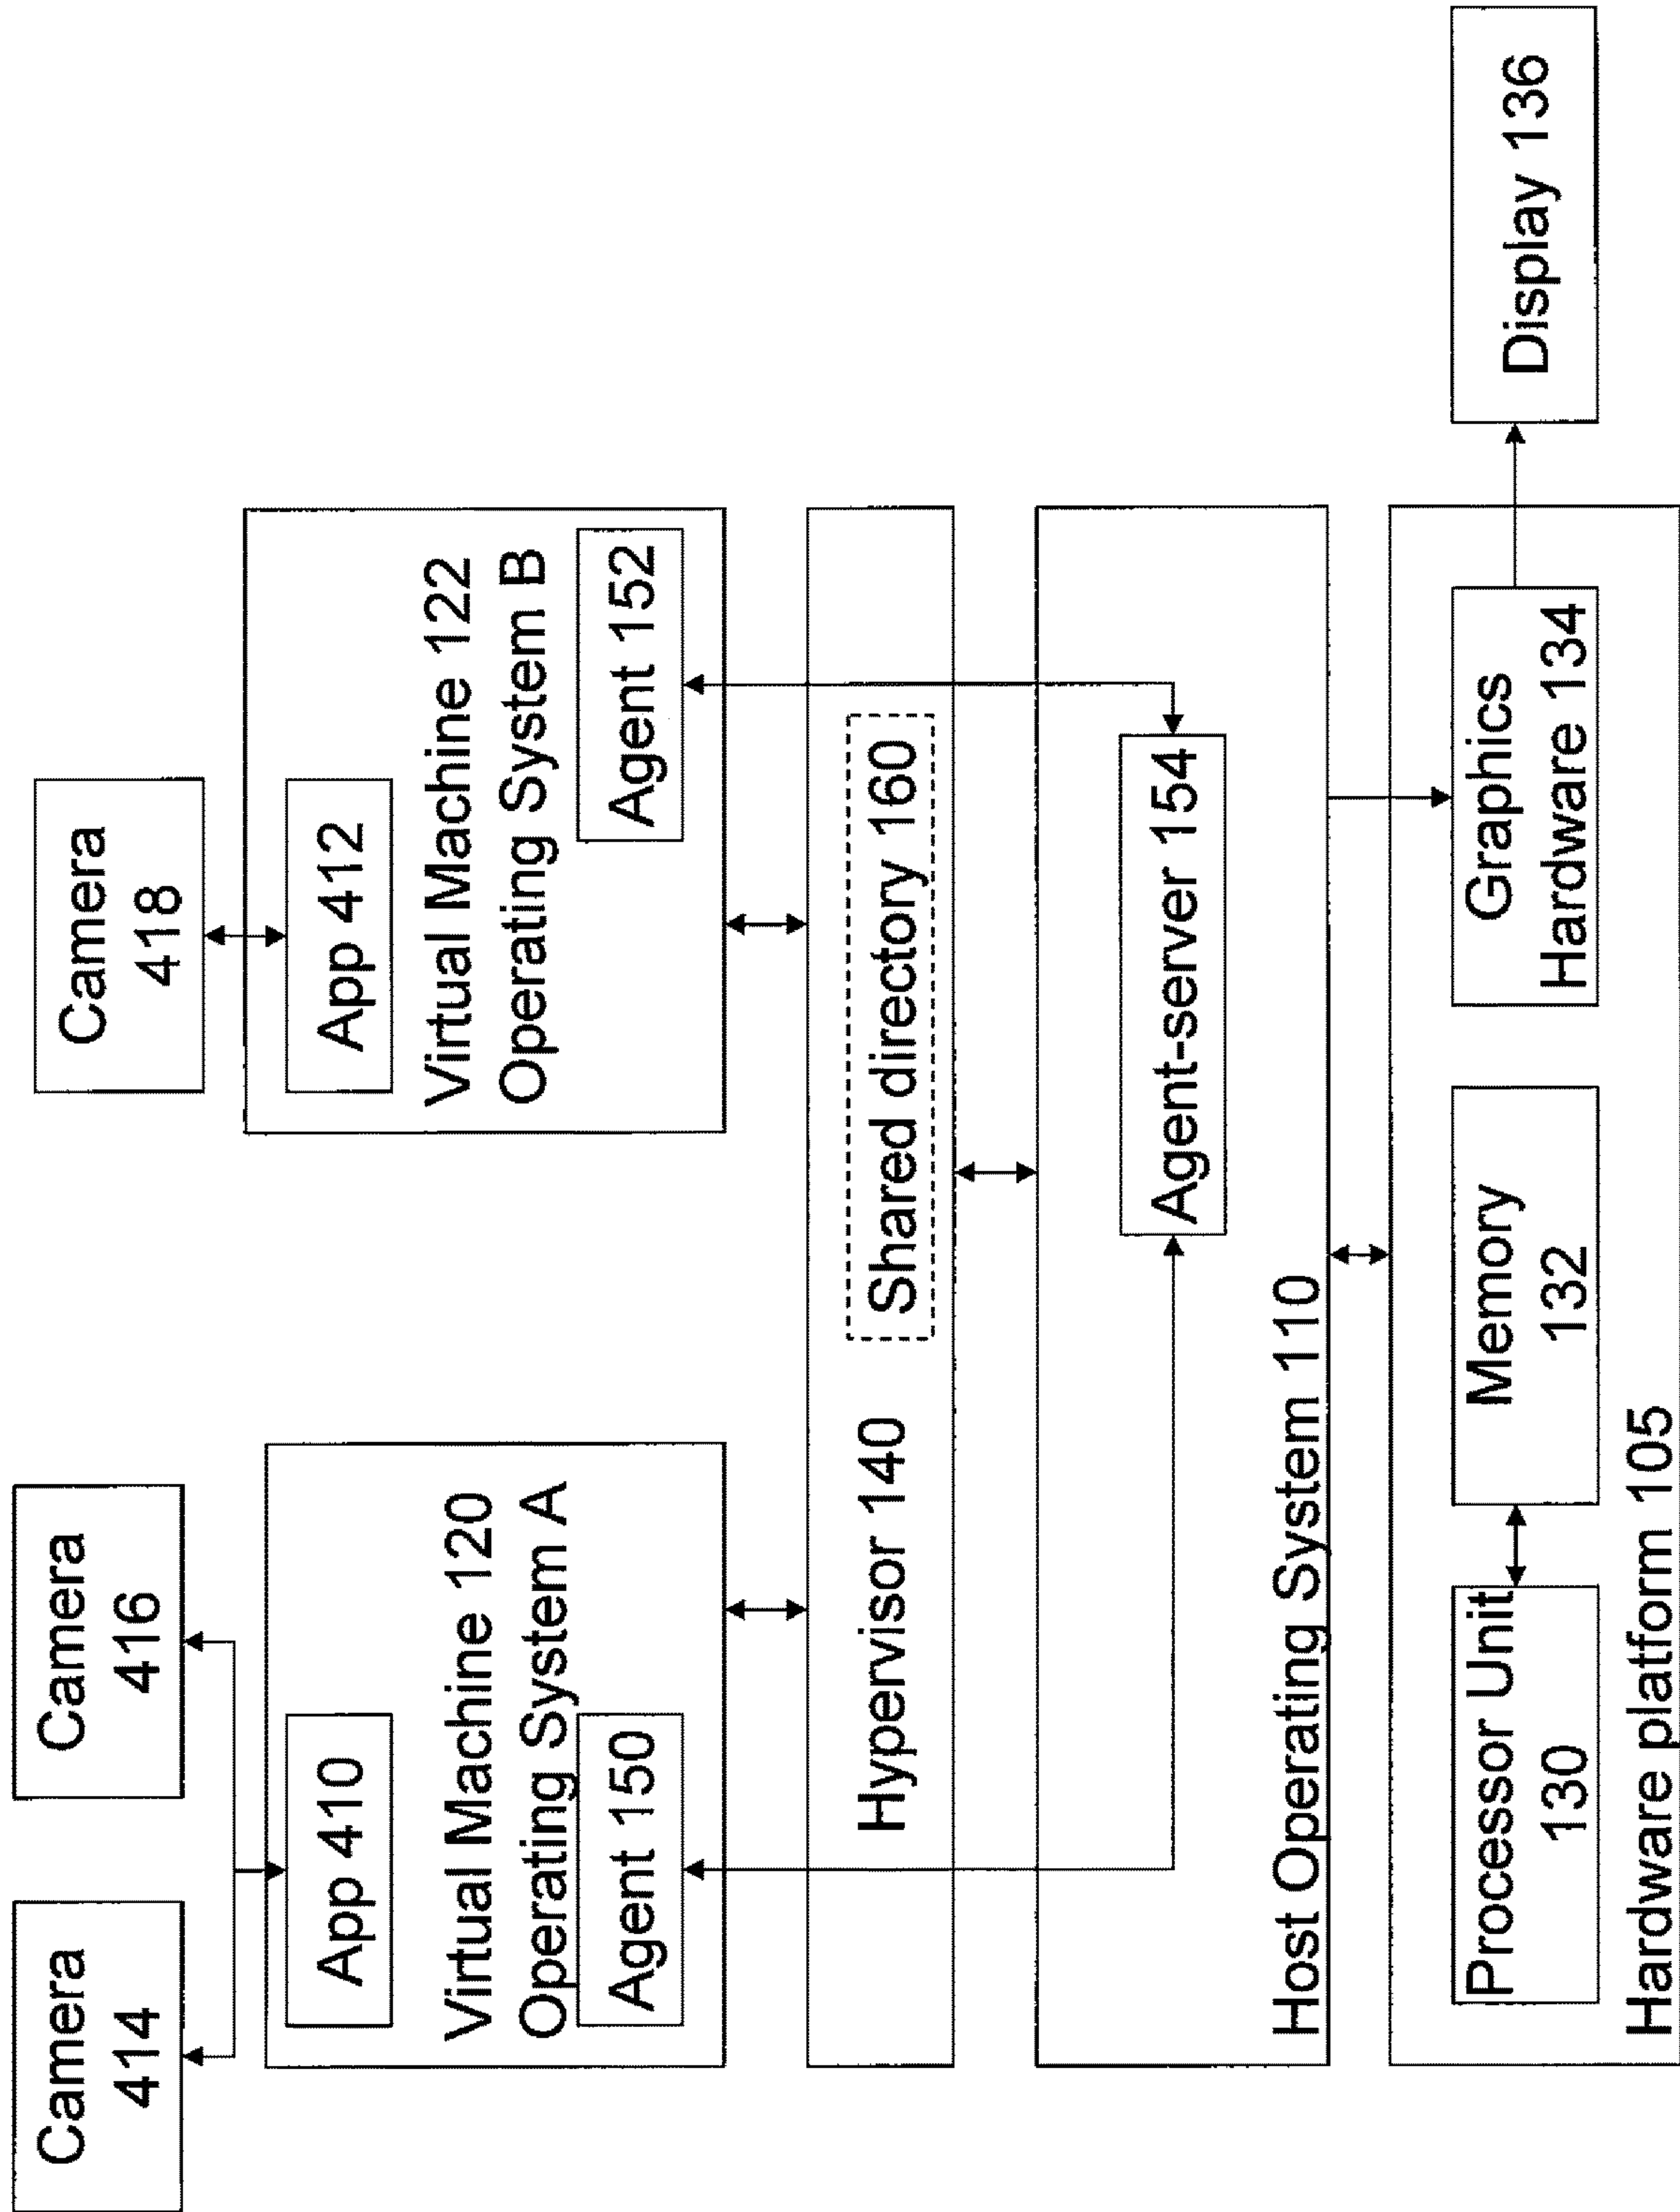 Camera
414
Camera
416
Camera
418
App 410
Virtual Machine 120
Operating System A
Agent 150
App 412
Virtual Machine 122
Operating System B
Agent 152
Hypervisor 140
Shared directory 160
Agent-server 154
Host Operating System 110
Processor Unit
130
Memory
132
Graphics
Hardware 134
Display 136
Hardware platform 105